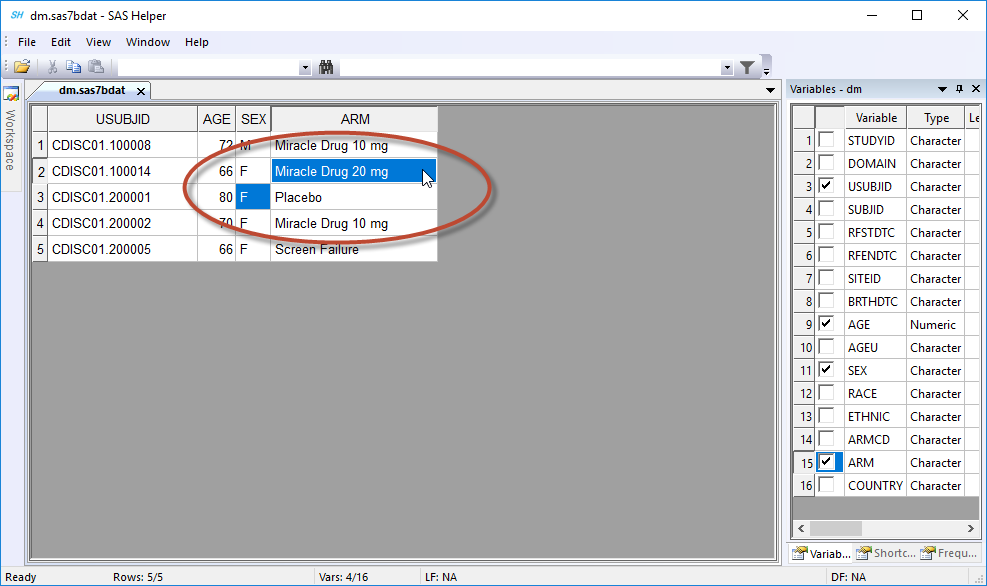 SH dm.sas7bdat - SAS Helper
File Edit View Window Help
dm.sas7bdat
Workspace
USUBJID AGE SEX ARM
1 CDISC01.100008 72 M Miracle Drug 10 mg
2 CDISC01.100014 66 F Miracle Drug 20 mg
3 CDISC01.200001 80 F Placebo
4 CDISC01.200002 70 F Miracle Drug 10 mg
5 CDISC01.200005 66 F Screen Failure
Variables - dm
Variable Type Le
1 STUDYID Character
2 DOMAIN Character
3 USUBJID Character
4 SUBJID Character
5 RFSTDTC Character
6 RFENDTC Character
7 SITEID Character
8 BRTHDTC Character
9 AGE Numeric
10 AGEU Character
11 SEX Character
12 RACE Character
13 ETHNIC Character
14 ARMCD Character
15 ARM Character
16 COUNTRY Character
Variab... Shortc... Frequ...
Ready Rows: 5/5 Vars: 4/16 LF: NA DF: NA